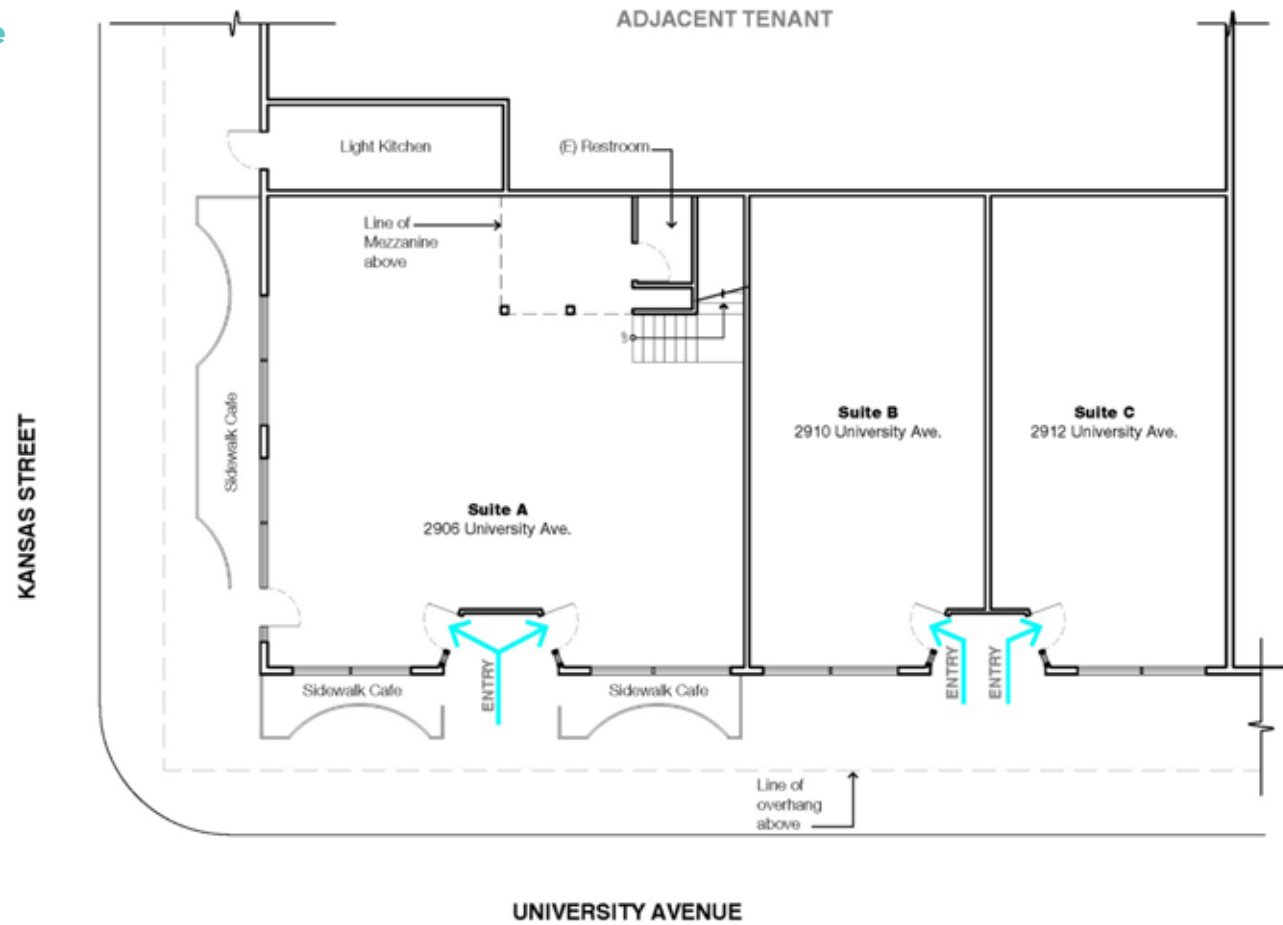 e
ADJACENT TENANT
Light Kitchen
(E) Restroom
Line of
Mezzanine
above
Sidewalk Cafe
KANSAS STREET
Suite B
2910 University Ave.
Suite C
2912 University Ave.
Suite A
2906 University Ave.
Sidewalk Cafe
ENTRY
Sidewalk Cafe
ENTRY
ENTRY
Line of
overhang
above
UNIVERSITY AVENUE